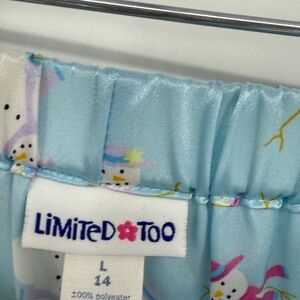 LiMiTeD TOO
L
14
100% polyester